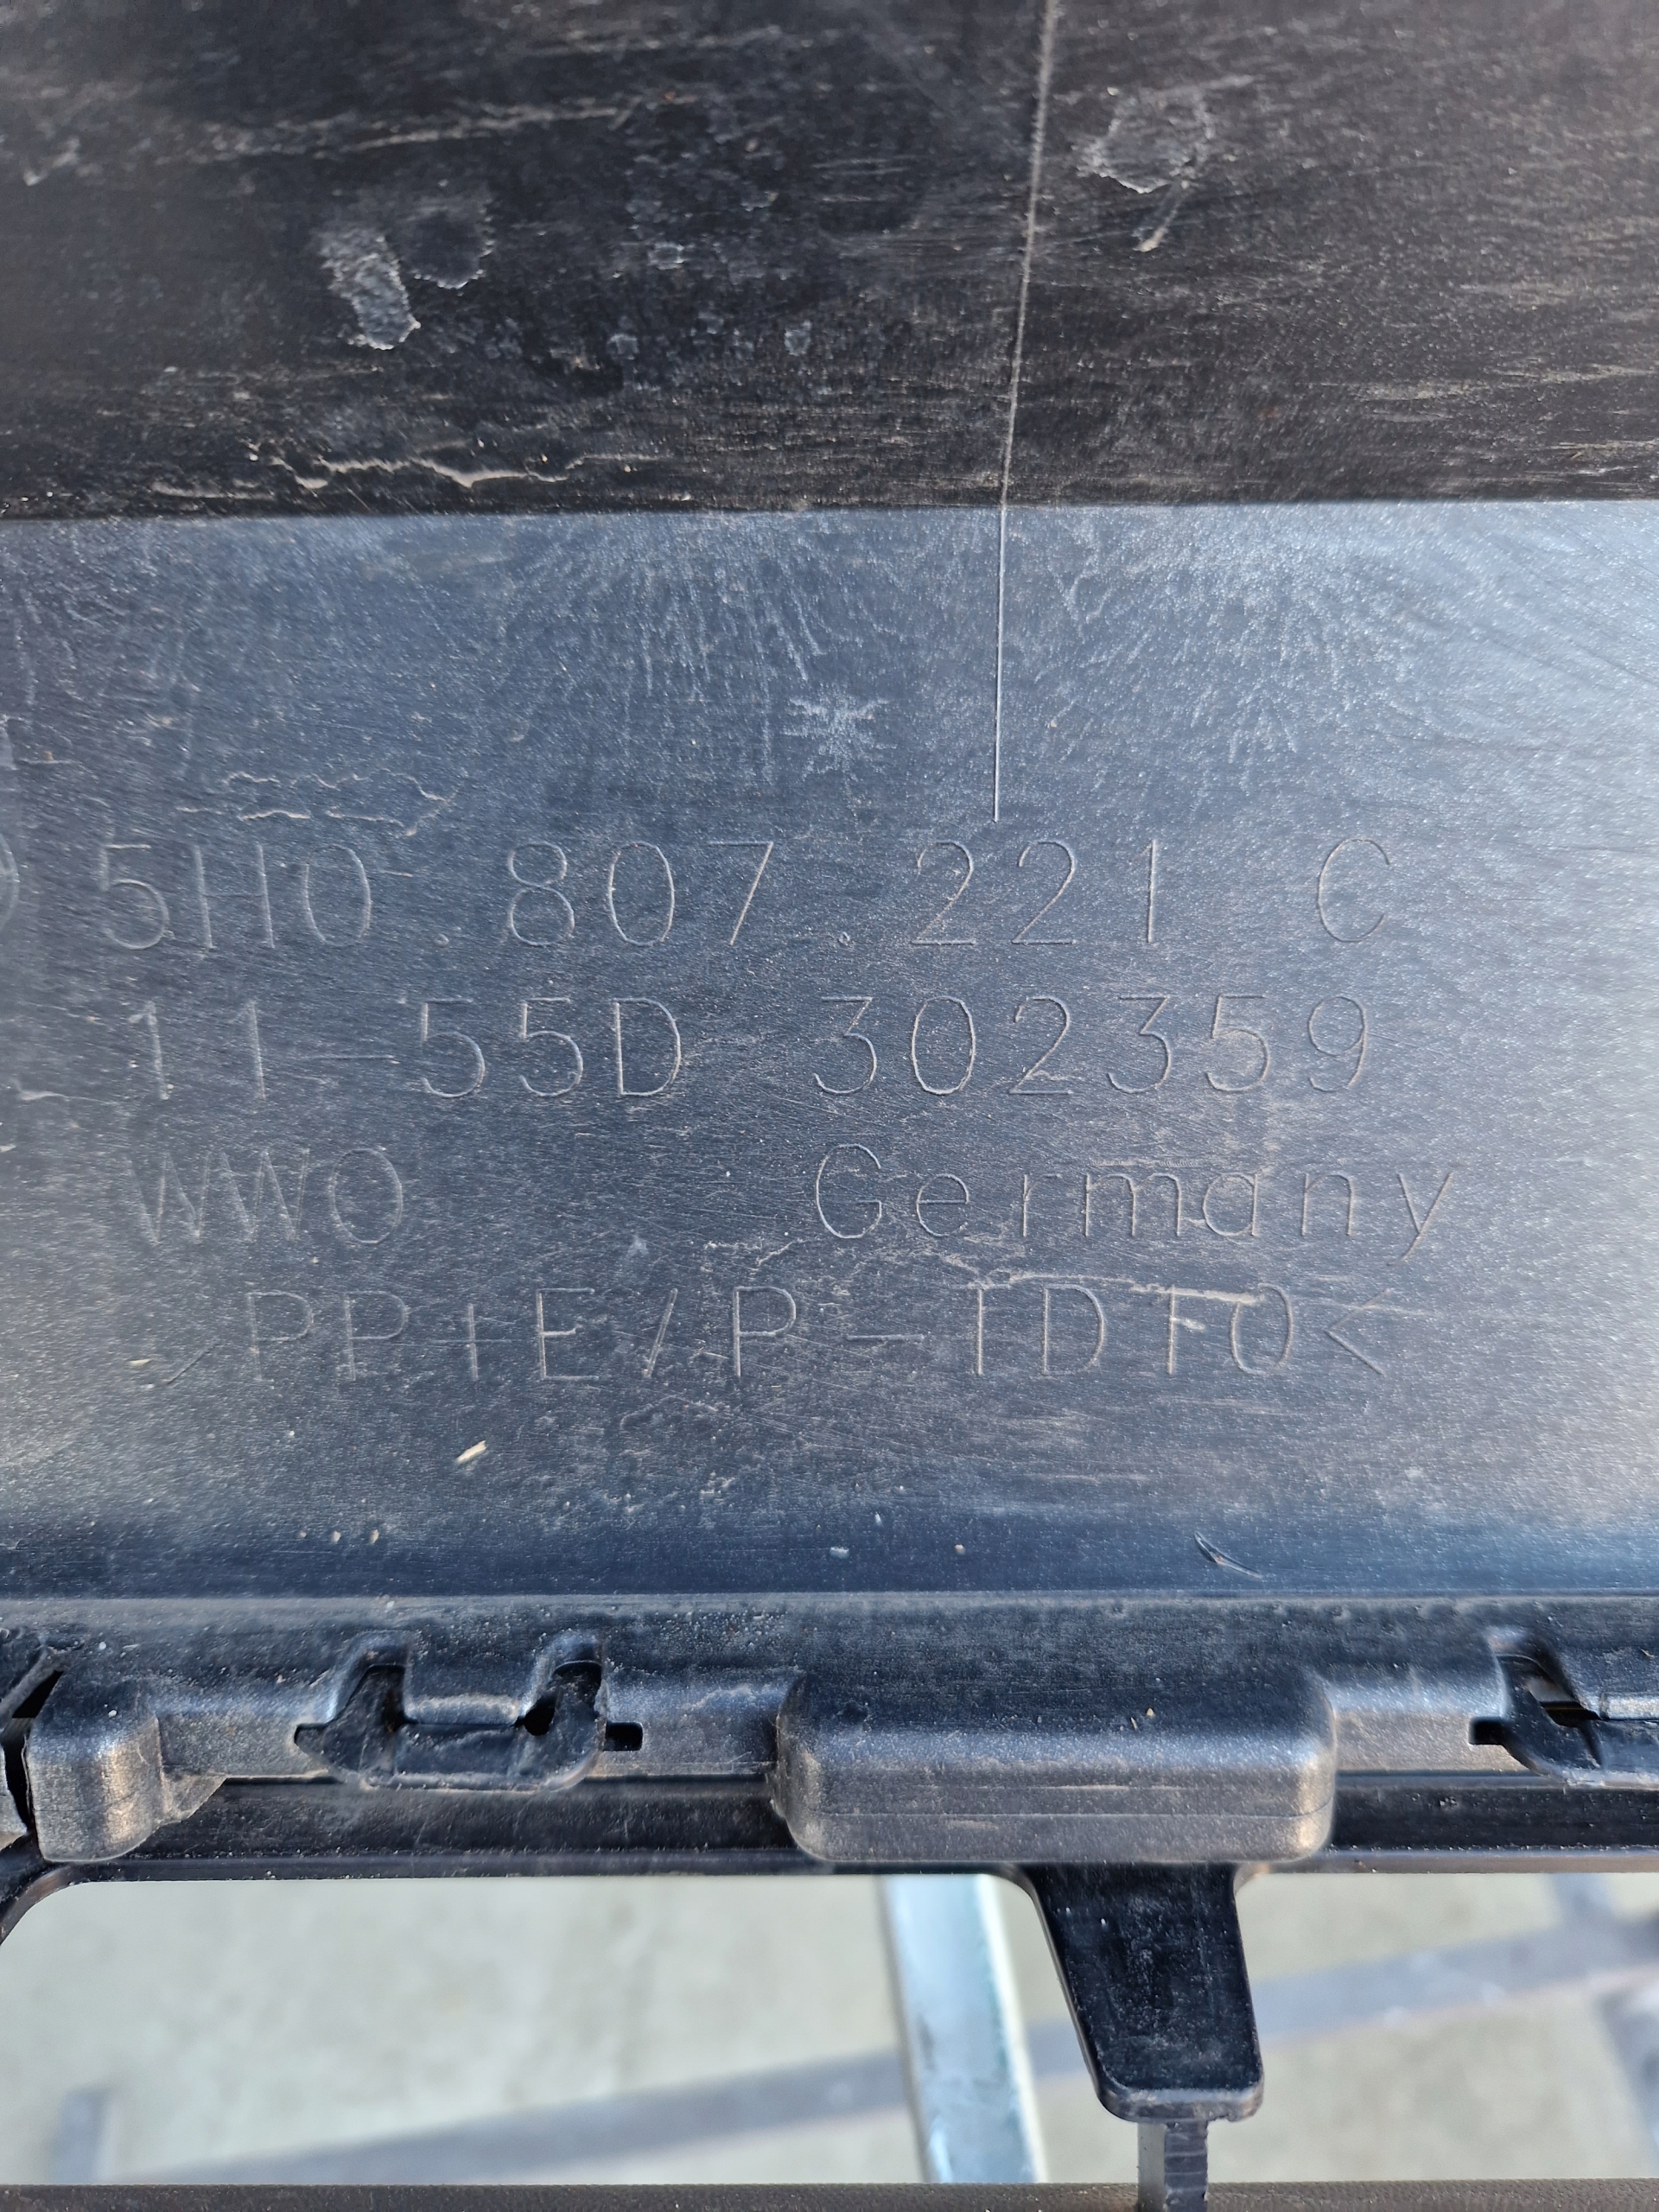 5H0.807.221 C
11-55D 302359
WWO Germany
>PP+E/P-TD10<